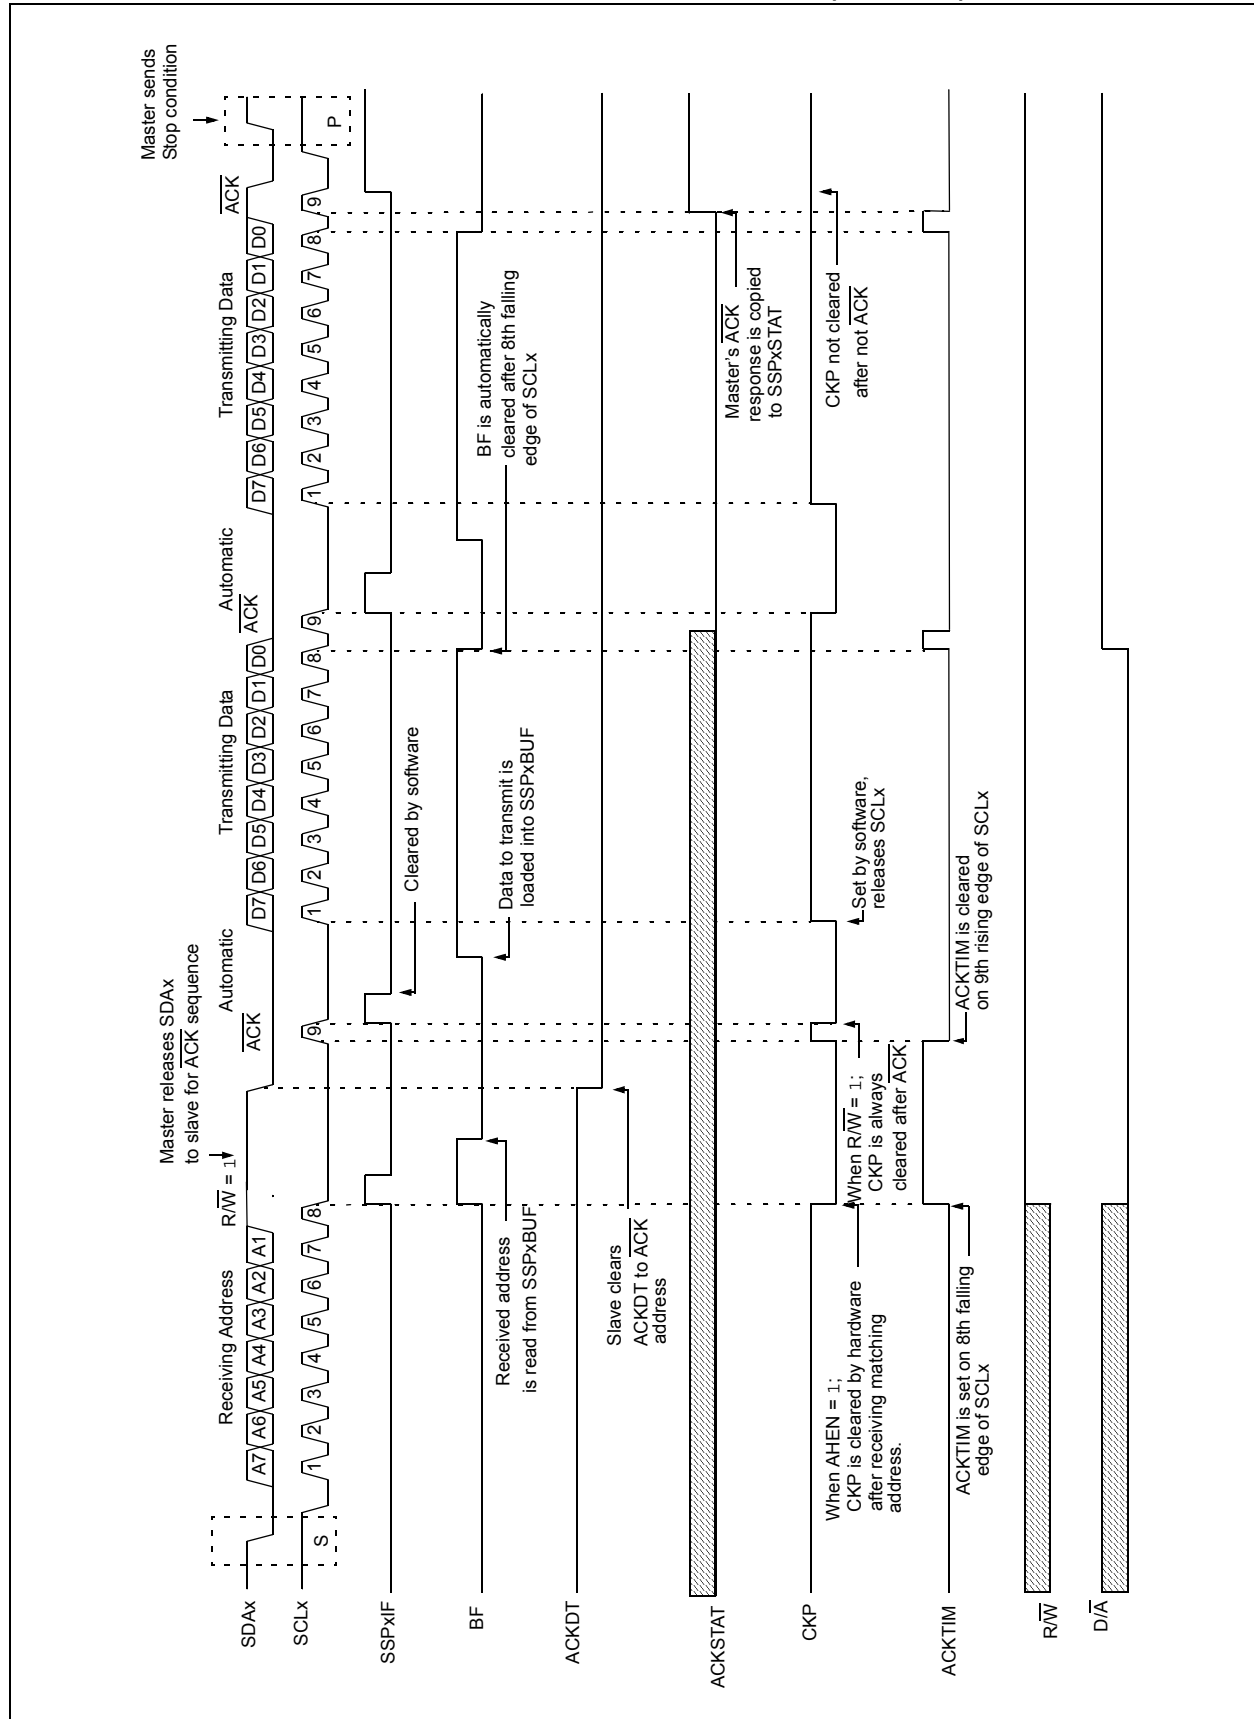 Master releases SDAx
to slave for ACK sequence
Master sends
Stop condition
Receiving Address
R/W = 1
Automatic
ACK
Transmitting Data
Automatic
ACK
Transmitting Data
ACK
SDAx
A7 A6 A5 A4 A3 A2 A1
D7 D6 D5 D4 D3 D2 D1 D0
D7 D6 D5 D4 D3 D2 D1 D0
SCLx
S
1 2 3 4 5 6 7 8 9
1 2 3 4 5 6 7 8 9
1 2 3 4 5 6 7 8 9
P
SSPxIF
Cleared by software
BF
Received address
is read from SSPxBUF
Data to transmit is
loaded into SSPxBUF
BF is automatically
cleared after 8th falling
edge of SCLx
ACKDT
Slave clears
ACKDT to ACK
address
ACKSTAT
Master's ACK
response is copied
to SSPxSTAT
CKP
When AHEN = 1;
CKP is cleared by hardware
after receiving matching
address.
When R/W = 1;
CKP is always
cleared after ACK
Set by software,
releases SCLx
CKP not cleared
after not ACK
ACKTIM
ACKTIM is set on 8th falling
edge of SCLx
ACKTIM is cleared
on 9th rising edge of SCLx
R/W
D/A